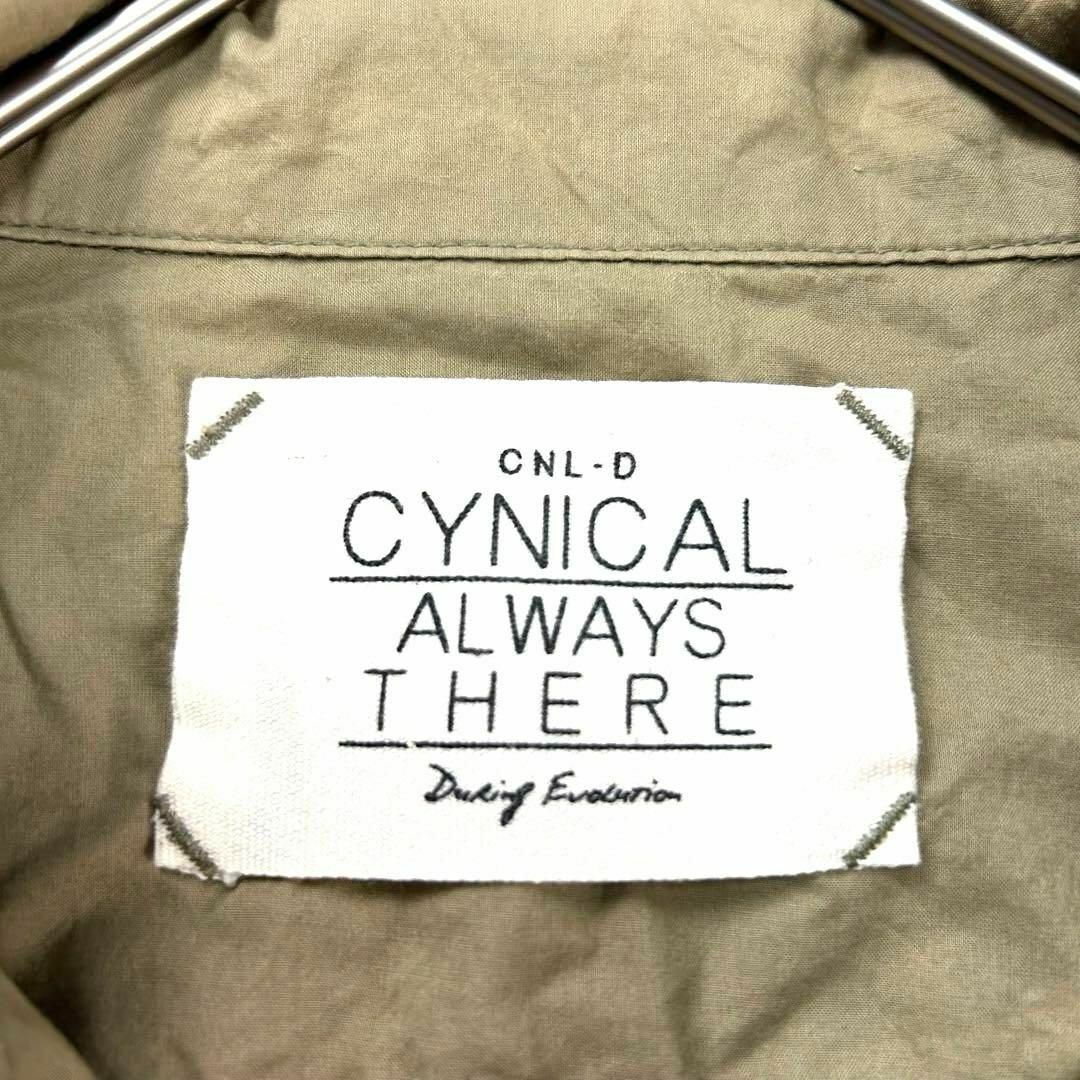 CNL-D
CYNICAL
ALWAYS
THERE
During Evolution